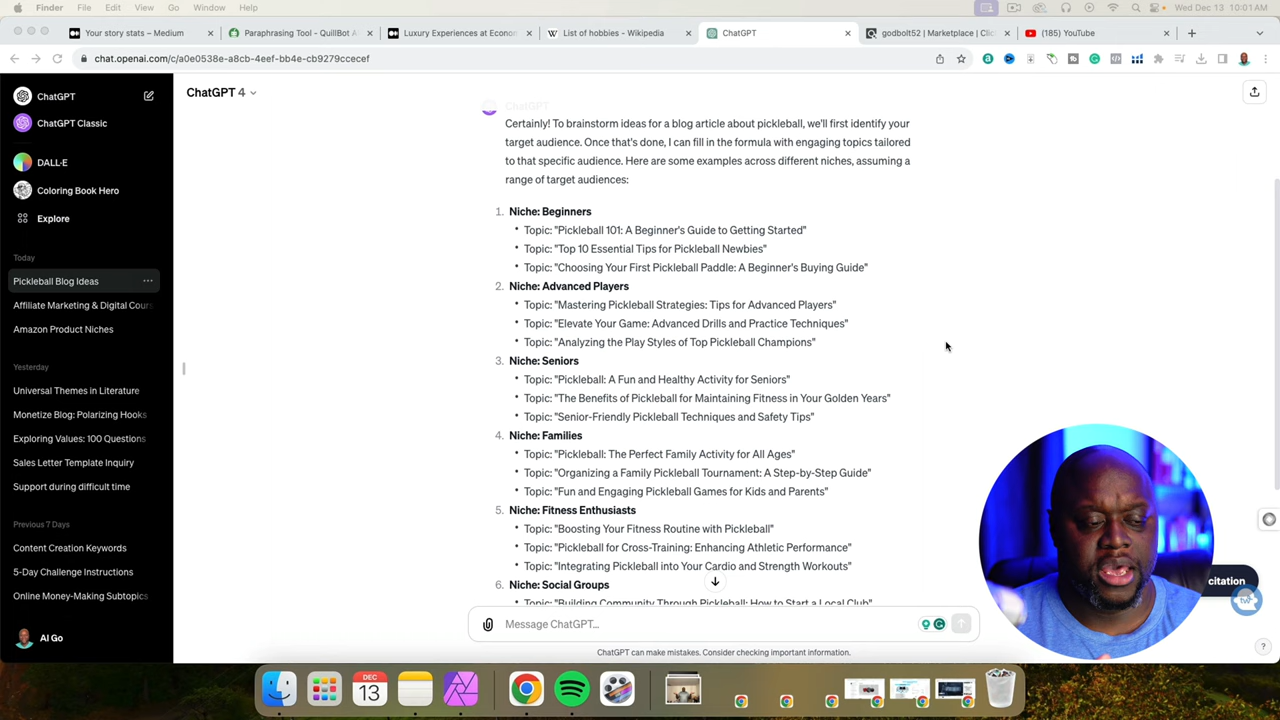 Finder File Edit View Go Window Help Wed Dec 13 10:01 AM
Your story stats – Medium
Paraphrasing Tool - QuillBot A
Luxury Experiences at Econom
List of hobbies - Wikipedia
ChatGPT
godbolt52 | Marketplace | Clic
(185) YouTube
chat.openai.com/c/a0e0538e-a8cb-4eef-bb4e-cb9279ccecef
ChatGPT
ChatGPT Classic
DALL·E
Coloring Book Hero
Explore
Today
Pickleball Blog Ideas
Affiliate Marketing & Digital Cours
Amazon Product Niches
Yesterday
Universal Themes in Literature
Monetize Blog: Polarizing Hooks
Exploring Values: 100 Questions
Sales Letter Template Inquiry
Support during difficult time
Previous 7 Days
Content Creation Keywords
5-Day Challenge Instructions
Online Money-Making Subtopics
AI Go
ChatGPT 4
ChatGPT
Certainly! To brainstorm ideas for a blog article about pickleball, we'll first identify your
target audience. Once that's done, I can fill in the formula with engaging topics tailored
to that specific audience. Here are some examples across different niches, assuming a
range of target audiences:
1. Niche: Beginners
• Topic: "Pickleball 101: A Beginner's Guide to Getting Started"
• Topic: "Top 10 Essential Tips for Pickleball Newbies"
• Topic: "Choosing Your First Pickleball Paddle: A Beginner's Buying Guide"
2. Niche: Advanced Players
• Topic: "Mastering Pickleball Strategies: Tips for Advanced Players"
• Topic: "Elevate Your Game: Advanced Drills and Practice Techniques"
• Topic: "Analyzing the Play Styles of Top Pickleball Champions"
3. Niche: Seniors
• Topic: "Pickleball: A Fun and Healthy Activity for Seniors"
• Topic: "The Benefits of Pickleball for Maintaining Fitness in Your Golden Years"
• Topic: "Senior-Friendly Pickleball Techniques and Safety Tips"
4. Niche: Families
• Topic: "Pickleball: The Perfect Family Activity for All Ages"
• Topic: "Organizing a Family Pickleball Tournament: A Step-by-Step Guide"
• Topic: "Fun and Engaging Pickleball Games for Kids and Parents"
5. Niche: Fitness Enthusiasts
• Topic: "Boosting Your Fitness Routine with Pickleball"
• Topic: "Pickleball for Cross-Training: Enhancing Athletic Performance"
• Topic: "Integrating Pickleball into Your Cardio and Strength Workouts"
6. Niche: Social Groups
• Topic: "Building Community Through Pickleball: How to Start a Local Club"
citation
Message ChatGPT...
ChatGPT can make mistakes. Consider checking important information.
DEC
13